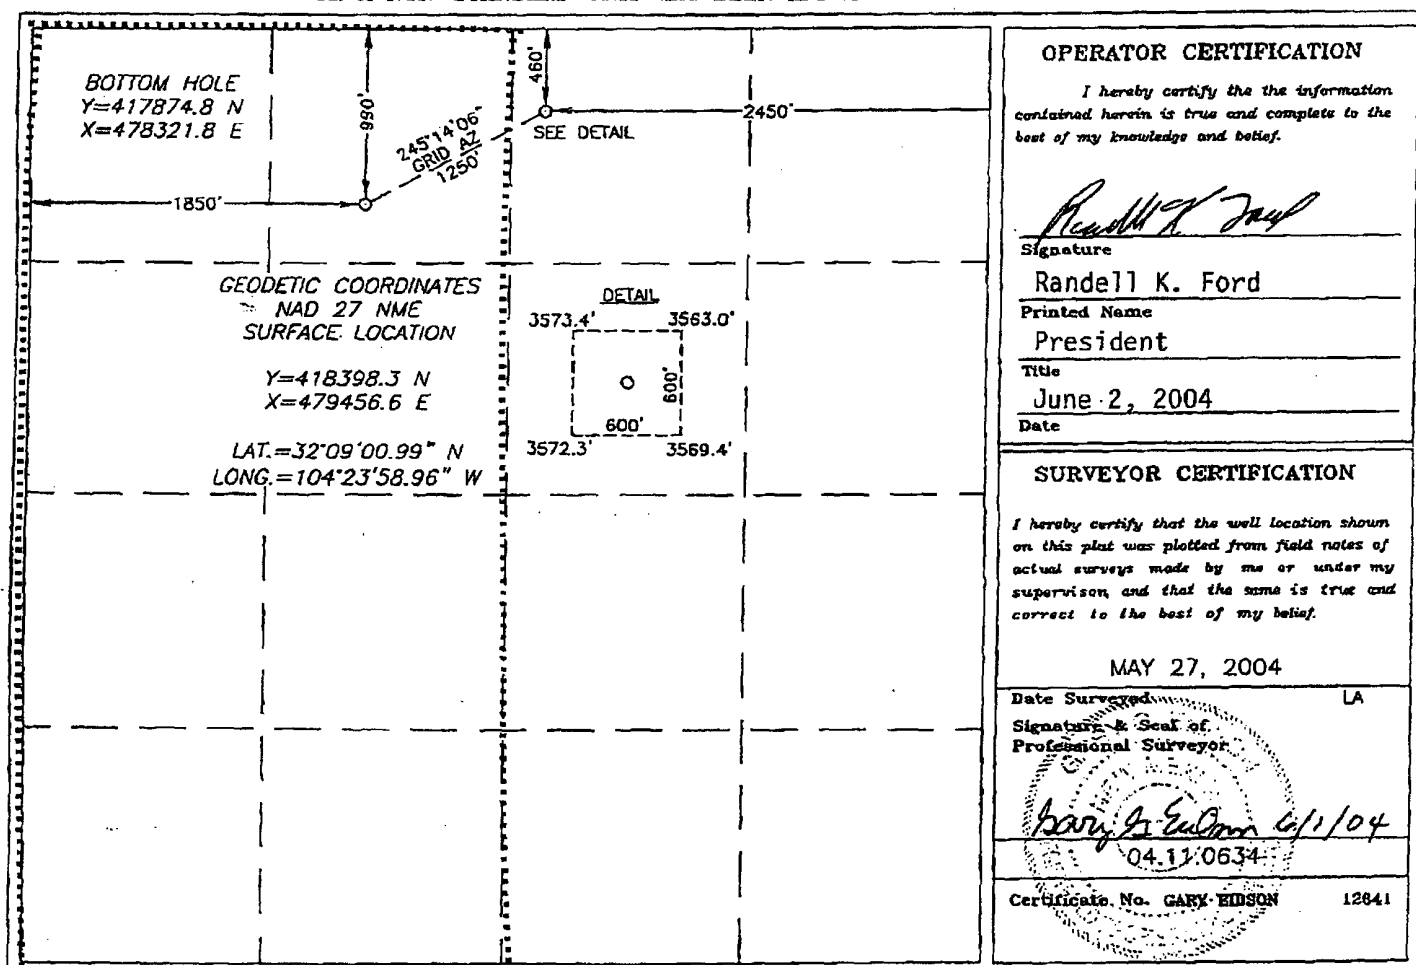 BOTTOM HOLE
Y=417874.8 N
X=478321.8 E
990'
460'
2450'
SEE DETAIL
245°14'06"
GRID AZ
1250'
1850'
GEODETIC COORDINATES
NAD 27 NME
SURFACE LOCATION
Y=418398.3 N
X=479456.6 E
LAT.=32°09'00.99" N
LONG.=104°23'58.96" W
DETAIL
3573.4' 3563.0'
600'
600'
3572.3' 3569.4'
OPERATOR CERTIFICATION
I hereby certify the the information
contained herein is true and complete to the
best of my knowledge and belief.
Signature
Randell K. Ford
Printed Name
President
Title
June 2, 2004
Date
SURVEYOR CERTIFICATION
I hereby certify that the well location shown
on this plat was plotted from field notes of
actual surveys made by me or under my
supervison, and that the same is true and
correct to the best of my belief.
MAY 27, 2004
Date Surveyed LA
Signature & Seal of
Professional Surveyor
6/1/04
04.11.0634
Certificate No. GARY EIDSON 12641